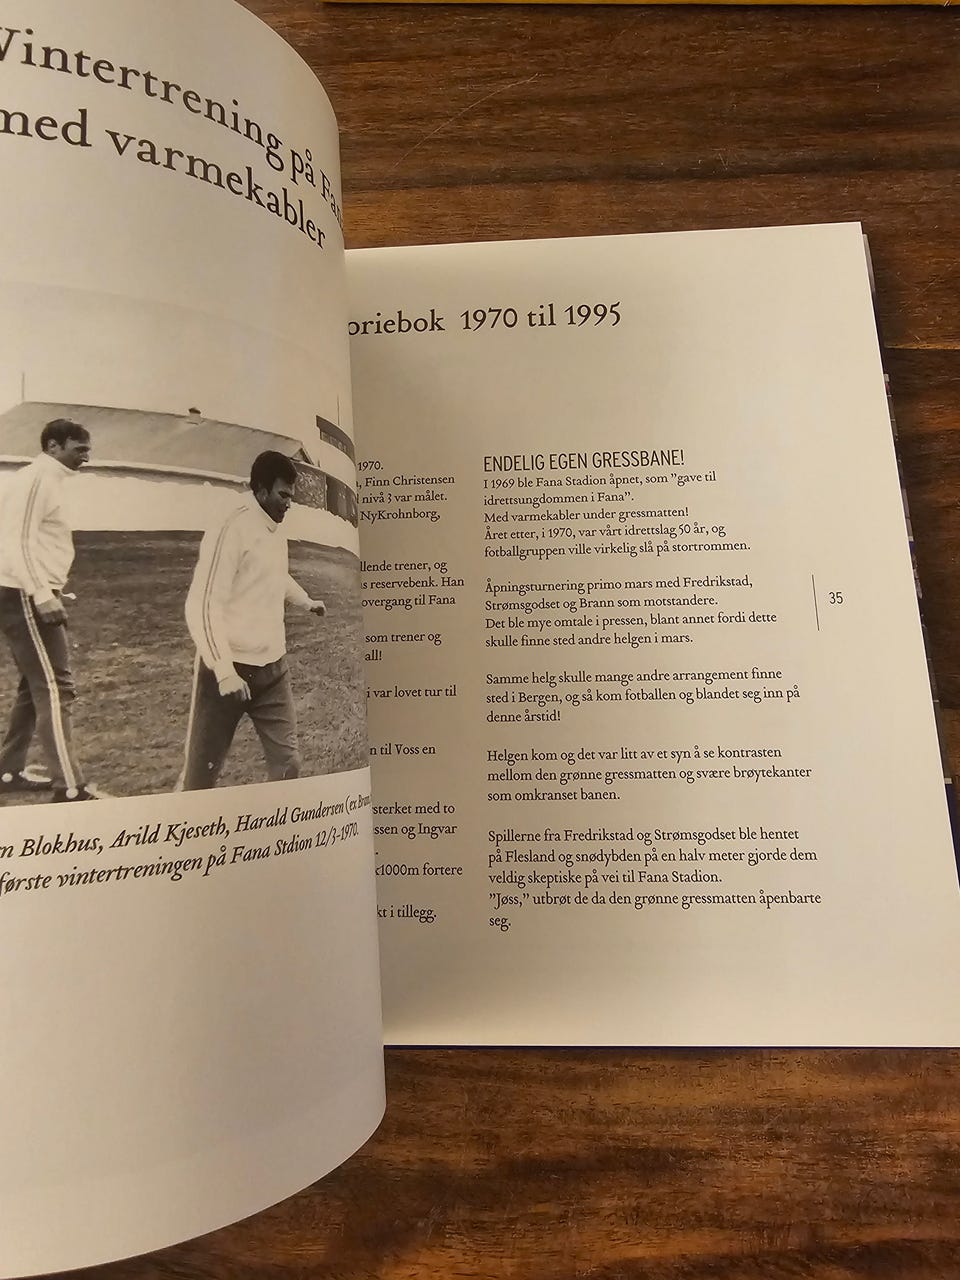 Vintertrening på
med varmekabler
Blokhus, Arild Kjeseth, Harald Gundersen (ex Brann
første vintertreningen på Fana Stdion 12/3-1970.
1970 til 1995
1970.
Finn Christensen
nivå 3 var målet.
NyKrohnborg,
trener, og
reservebenk. Han
overgang til Fana
som trener og
i var lovet tur til
til Voss en
med to
og Ingvar
fortere
i tillegg.
ENDELIG EGEN GRESSBANE!
I 1969 ble Fana Stadion åpnet, som ”gave til
idrettsungdommen i Fana”.
Med varmekabler under gressmatten!
Året etter, i 1970, var vårt idrettslag 50 år, og
fotballgruppen ville virkelig slå på stortrommen.
Åpningsturnering primo mars med Fredrikstad,
Strømsgodset og Brann som motstandere.
Det ble mye omtale i pressen, blant annet fordi dette
skulle finne sted andre helgen i mars.
Samme helg skulle mange andre arrangement finne
sted i Bergen, og så kom fotballen og blandet seg inn på
denne årstid!
Helgen kom og det var litt av et syn å se kontrasten
mellom den grønne gressmatten og svære brøytekanter
som omkranset banen.
Spillerne fra Fredrikstad og Strømsgodset ble hentet
på Flesland og snødybden på en halv meter gjorde dem
veldig skeptiske på vei til Fana Stadion.
”Jøss,” utbrøt de da den grønne gressmatten åpenbarte
seg.
35